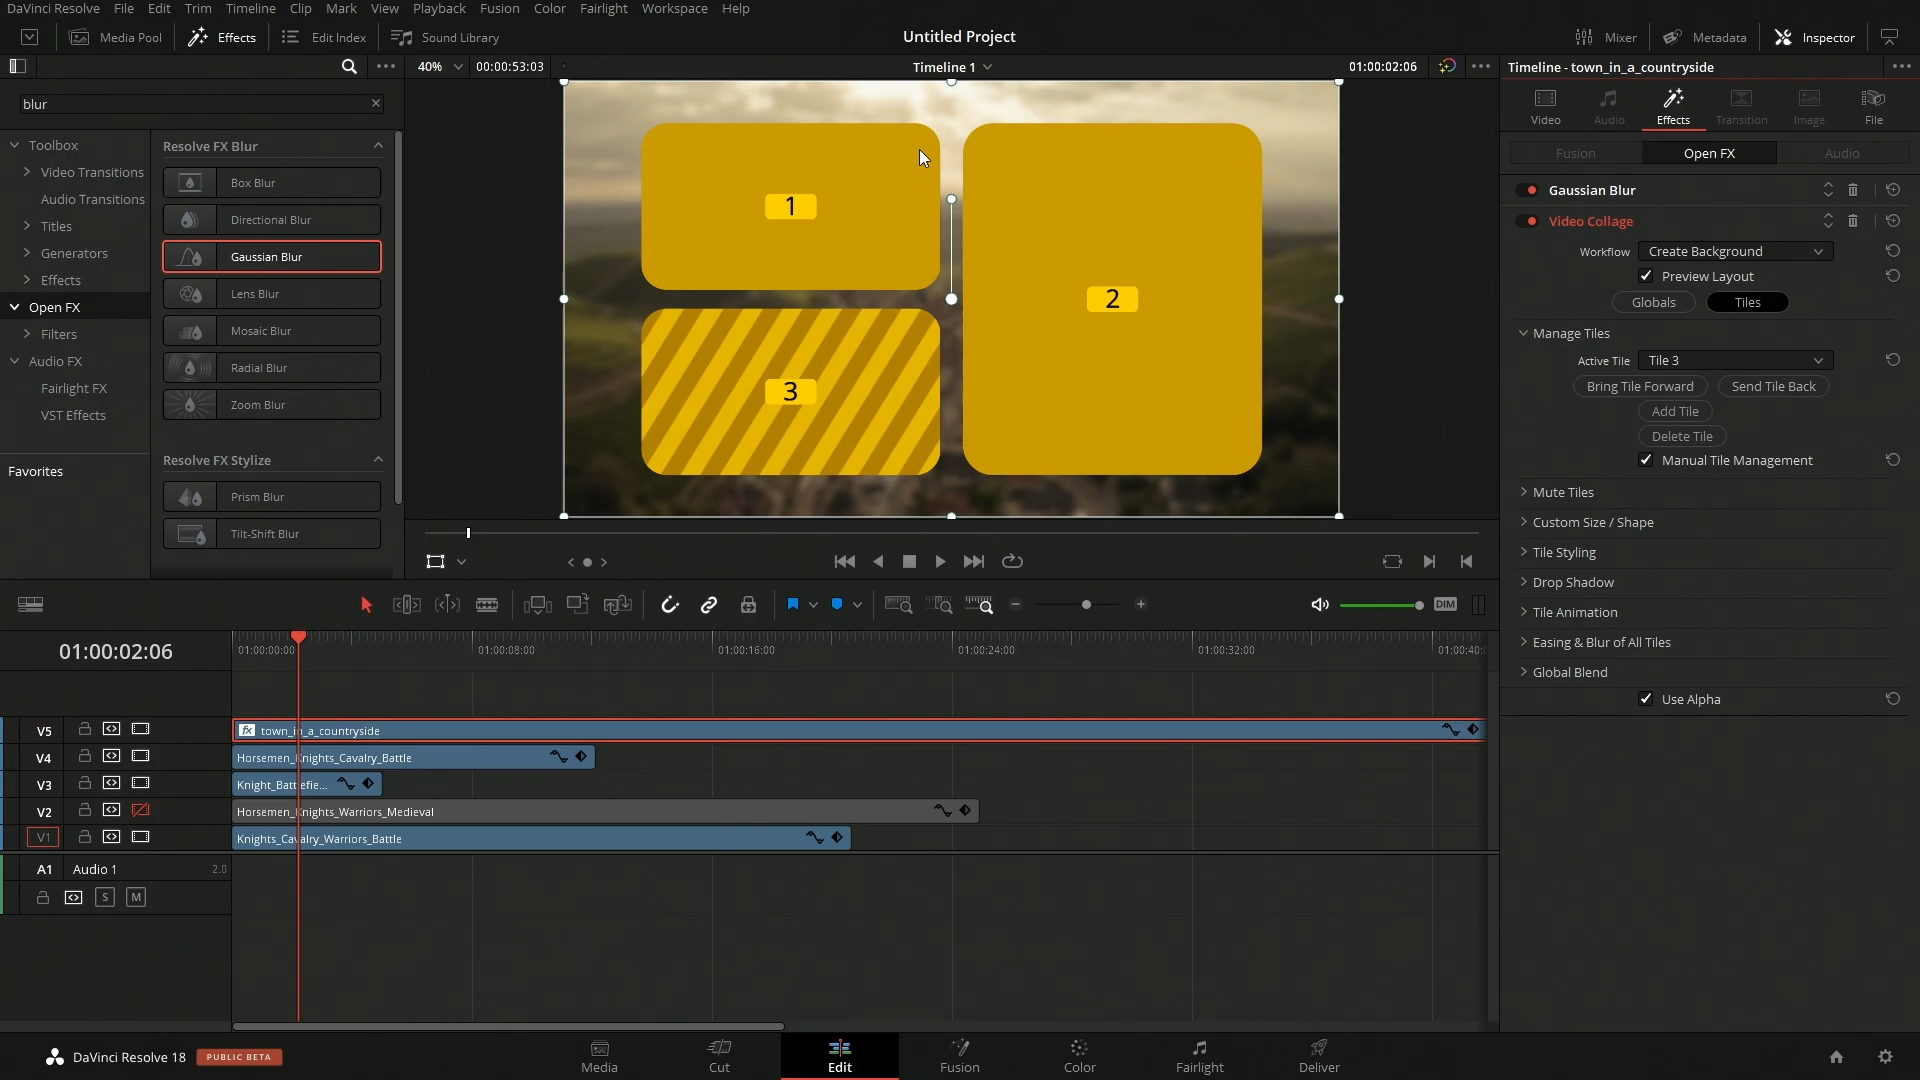 DaVinci Resolve File Edit Trim Timeline Clip Mark View Playback Fusion Color Fairlight Workspace Help
Media Pool Effects Edit Index Sound Library Untitled Project Mixer Metadata Inspector
40% 00:00:53:03 Timeline 1 01:00:02:06 Timeline - town_in_a_countryside
blur
Toolbox
Video Transitions
Audio Transitions
Titles
Generators
Effects
Open FX
Filters
Audio FX
Fairlight FX
VST Effects
Favorites
Resolve FX Blur
Box Blur
Directional Blur
Gaussian Blur
Lens Blur
Mosaic Blur
Radial Blur
Zoom Blur
Resolve FX Stylize
Prism Blur
Tilt-Shift Blur
1
2
3
Video Audio Effects Transition Image File
Fusion Open FX Audio
Gaussian Blur
Video Collage
Workflow Create Background
Preview Layout
Globals Tiles
Manage Tiles
Active Tile Tile 3
Bring Tile Forward Send Tile Back
Add Tile
Delete Tile
Manual Tile Management
Mute Tiles
Custom Size / Shape
Tile Styling
Drop Shadow
Tile Animation
Easing & Blur of All Tiles
Global Blend
Use Alpha
DIM
01:00:02:06 01:00:00:00 01:00:08:00 01:00:16:00 01:00:24:00 01:00:32:00 01:00:40:
V5 fx town_in_a_countryside
V4 Horsemen_Knights_Cavalry_Battle
V3 Knight_Battlefie...
V2 Horsemen_Knights_Warriors_Medieval
V1 Knights_Cavalry_Warriors_Battle
A1 Audio 1 2.0
S M
DaVinci Resolve 18 PUBLIC BETA
Media Cut Edit Fusion Color Fairlight Deliver